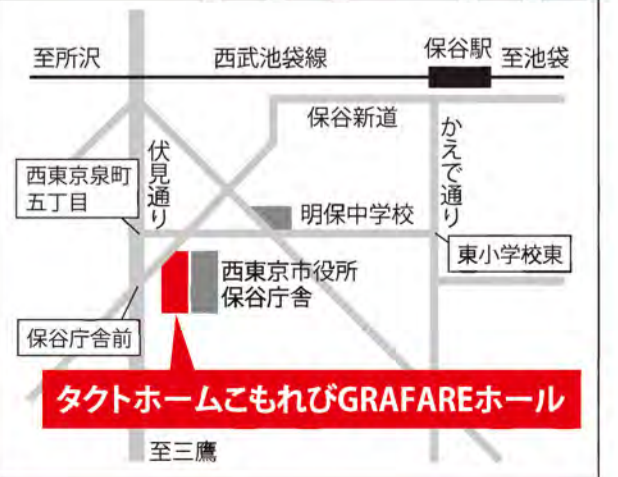 至所沢
西武池袋線
保谷駅
至池袋
保谷新道
伏見通り
かえで通り
西東京泉町
五丁目
明保中学校
東小学校東
西東京市役所
保谷庁舎
保谷庁舎前
タクトホームこもれびGRAFAREホール
至三鷹